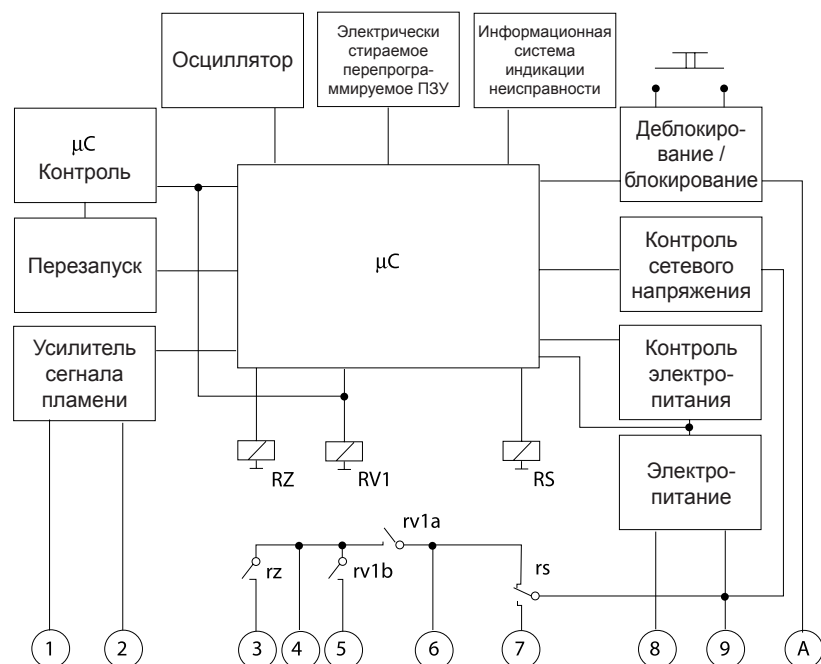 Осциллятор
Электрически
стираемое
перепрогра-
ммируемое ПЗУ
Информационная
система
индикации
неисправности
μC
Контроль
Деблокиро-
вание /
блокирование
Перезапуск
μC
Контроль
сетевого
напряжения
Усилитель
сегнала
пламени
Контроль
электро-
питания
RZ
RV1
RS
Электро-
питание
rv1a
rz
rv1b
rs
1
2
3
4
5
6
7
8
9
A